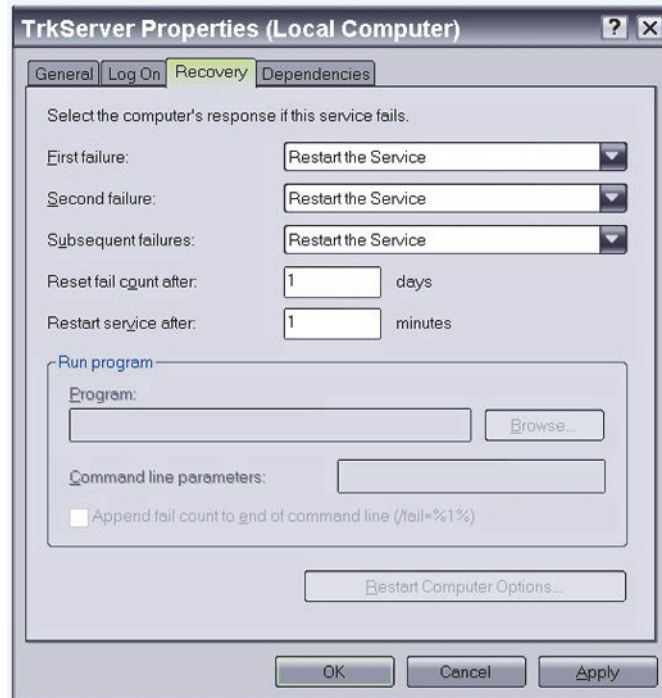 TrkServer Properties (Local Computer)
General Log On Recovery Dependencies
Select the computer's response if this service fails.
First failure: Restart the Service
Second failure: Restart the Service
Subsequent failures: Restart the Service
Reset fail count after: 1 days
Restart service after: 1 minutes
Run program
Program:
Browse...
Command line parameters:
Append fail count to end of command line (/fail=%1%)
Restart Computer Options...
OK Cancel Apply